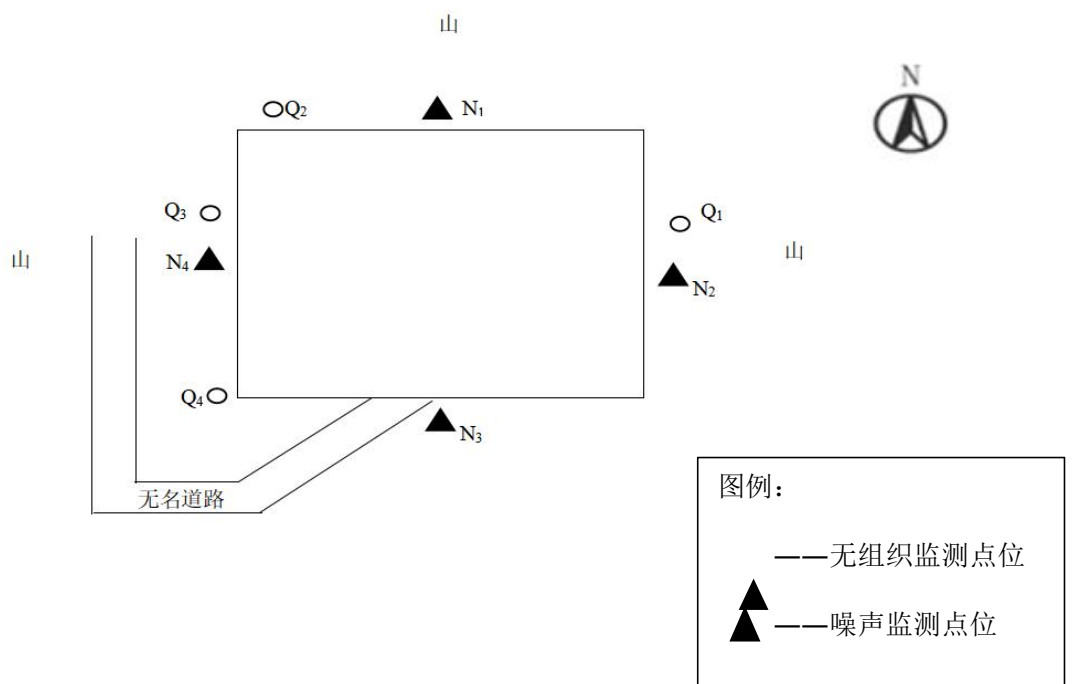 山
N
Q₂
N₁
Q₃
Q₁
山
N₄
山
N₂
Q₄
N₃
无名道路
图例：
——无组织监测点位
——噪声监测点位